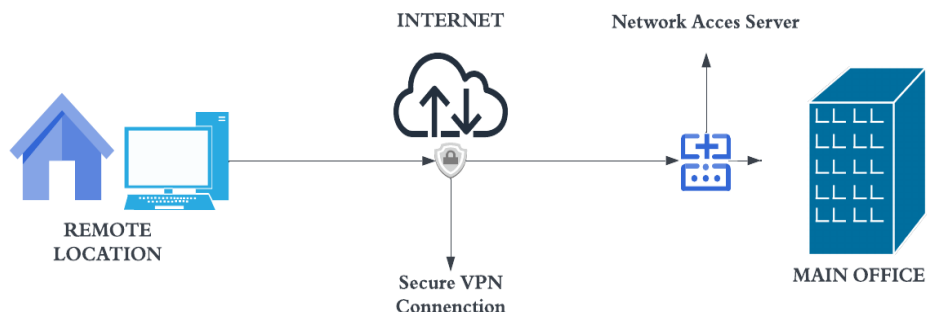 INTERNET
Network Acces Server
REMOTE
LOCATION
Secure VPN
Connenction
MAIN OFFICE